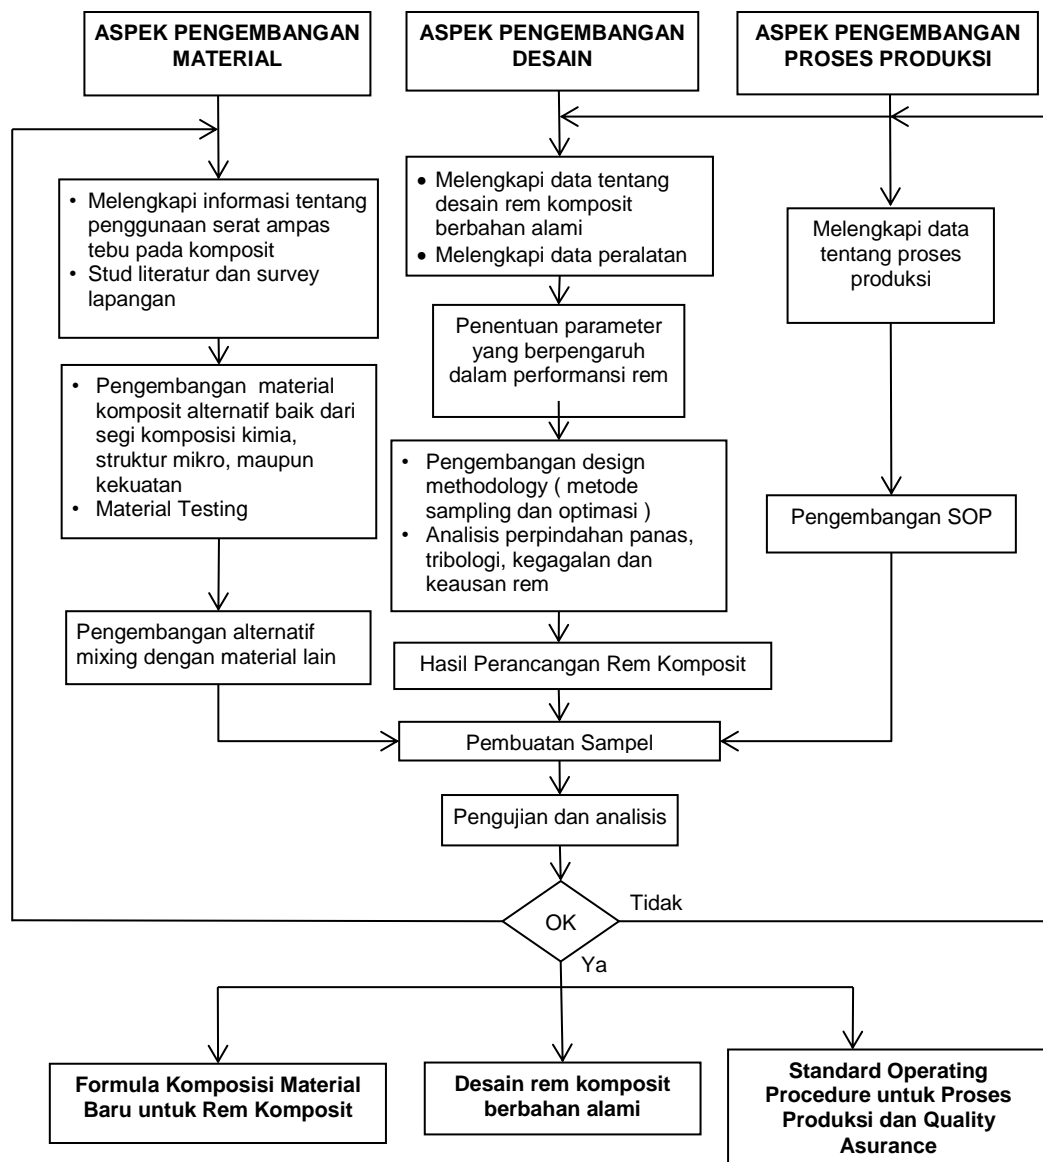 ASPEK PENGEMBANGAN
MATERIAL
ASPEK PENGEMBANGAN
DESAIN
ASPEK PENGEMBANGAN
PROSES PRODUKSI
• Melengkapi informasi tentang
penggunaan serat ampas
tebu pada komposit
• Stud literatur dan survey
lapangan
• Melengkapi data tentang
desain rem komposit
berbahan alami
• Melengkapi data peralatan
Melengkapi data
tentang proses
produksi
Penentuan parameter
yang berpengaruh
dalam performansi rem
• Pengembangan material
komposit alternatif baik dari
segi komposisi kimia,
struktur mikro, maupun
kekuatan
• Material Testing
• Pengembangan design
methodology ( metode
sampling dan optimasi )
• Analisis perpindahan panas,
tribologi, kegagalan dan
keausan rem
Pengembangan SOP
Pengembangan alternatif
mixing dengan material lain
Hasil Perancangan Rem Komposit
Pembuatan Sampel
Pengujian dan analisis
OK
Tidak
Ya
Formula Komposisi Material
Baru untuk Rem Komposit
Desain rem komposit
berbahan alami
Standard Operating
Procedure untuk Proses
Produksi dan Quality
Asurance